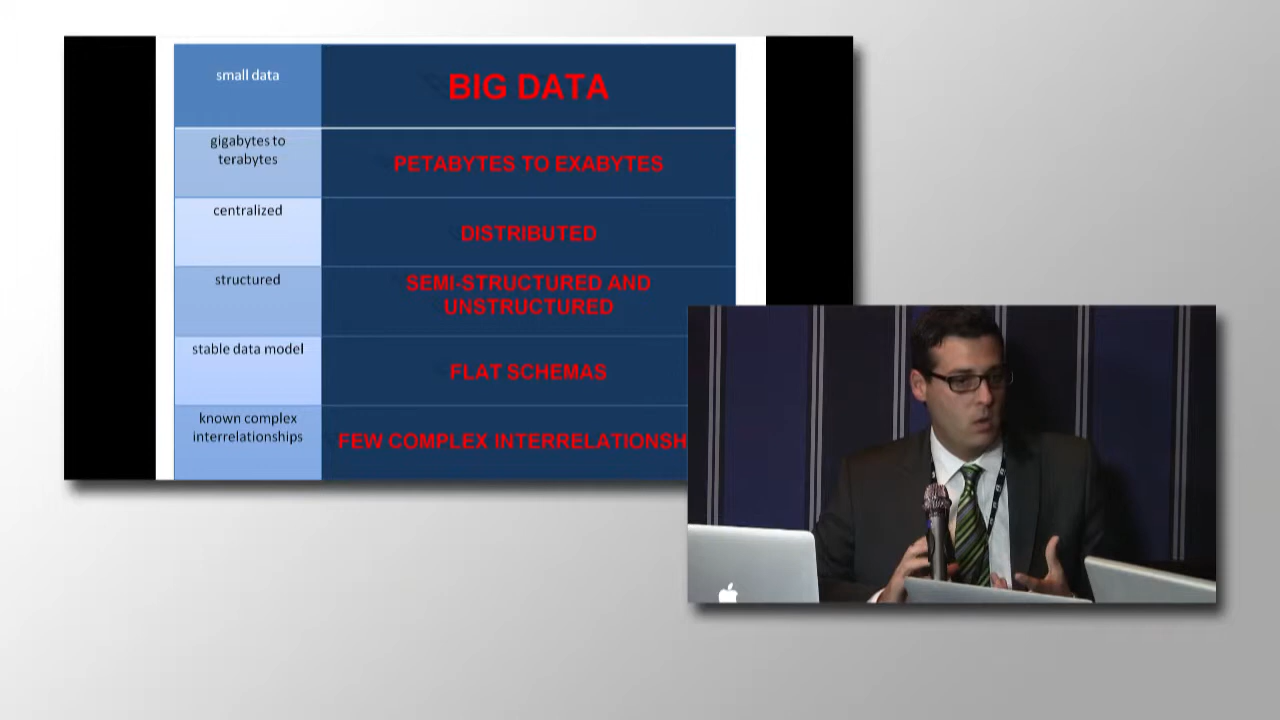 small data
BIG DATA
gigabytes to
terabytes
PETABYTES TO EXABYTES
centralized
DISTRIBUTED
structured
SEMI-STRUCTURED AND
UNSTRUCTURED
stable data model
FLAT SCHEMAS
known complex
interrelationships
FEW COMPLEX INTERRELATIONSH